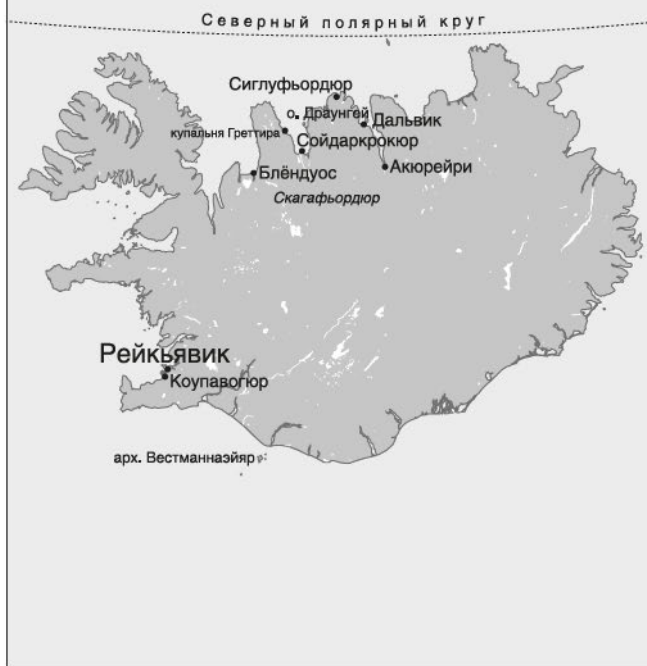 Северный полярный круг
Сиглуфьордюр
о. Драунгей
Дальвик
купальня Греттира
Сойдаркрокюр
Акюрейри
Блёндуос
Скагафьордюр
Рейкьявик
Коупавогюр
арх. Вестманнаэйяр